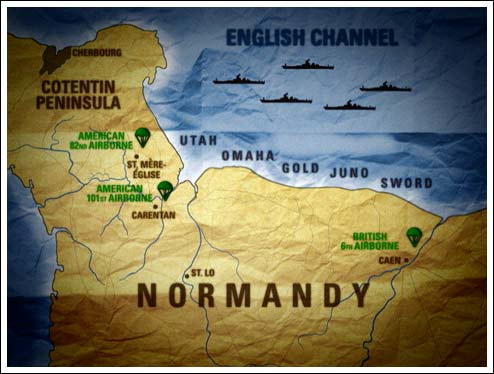 ENGLISH CHANNEL
CHERBOURG
COTENTIN
PENINSULA
AMERICAN
82ND AIRBORNE
UTAH
ST. MÈRE-
ÉGLISE
OMAHA
GOLD
JUNO
SWORD
AMERICAN
101ST AIRBORNE
CARENTAN
BRITISH
6TH AIRBORNE
CAEN
ST. LO
NORMANDY